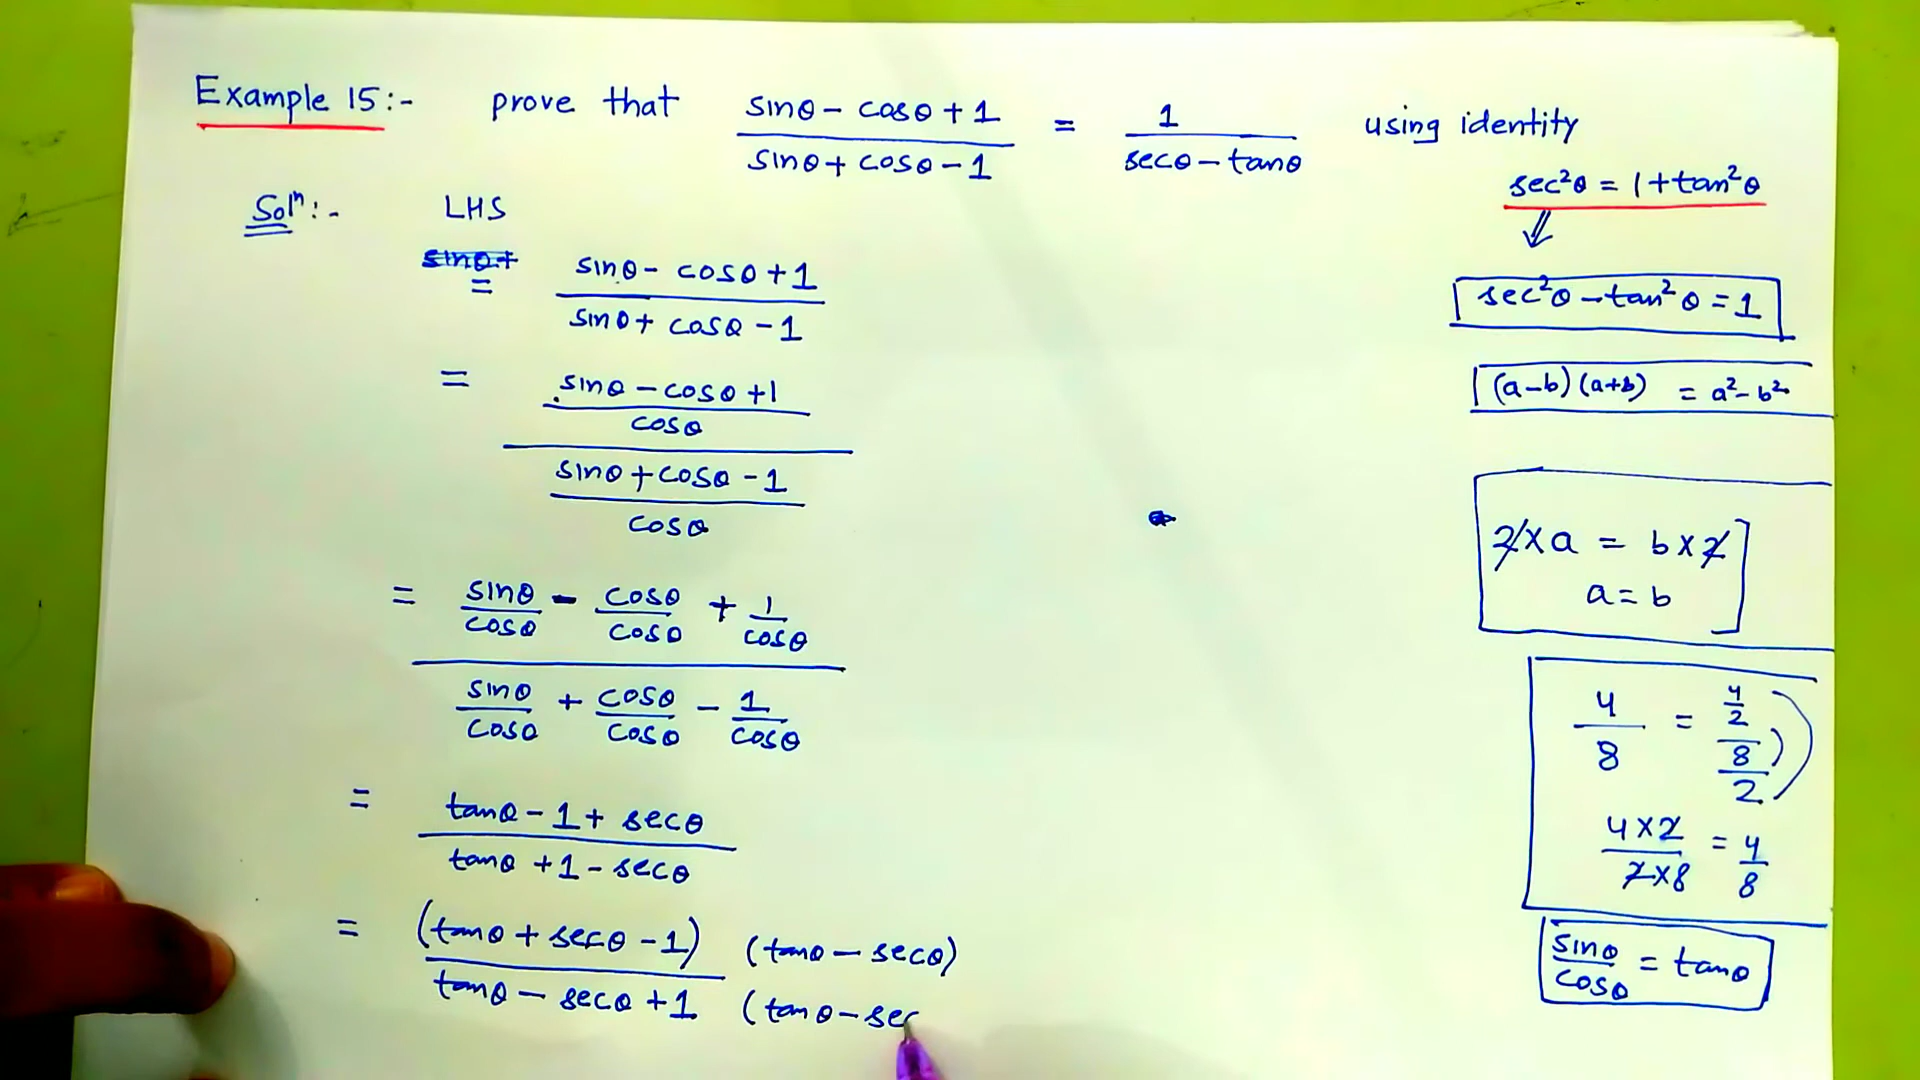 Example 15:- prove that (sinθ - cosθ + 1)/(sinθ + cosθ - 1) = 1/(secθ - tanθ) using identity
sec²θ = 1 + tan²θ
⇓
sec²θ - tan²θ = 1
(a-b)(a+b) = a² - b²
2 × a = b × 2
a = b
4/8 = (4/2)/(8/2)
(4×2)/(2×8) = 4/8
sinθ/cosθ = tanθ
Solⁿ:- LHS
sinθ+
= (sinθ - cosθ + 1)/(sinθ + cosθ - 1)
= ((sinθ - cosθ + 1)/cosθ)/((sinθ + cosθ - 1)/cosθ)
= (sinθ/cosθ - cosθ/cosθ + 1/cosθ)/(sinθ/cosθ + cosθ/cosθ - 1/cosθ)
= (tanθ - 1 + secθ)/(tanθ + 1 - secθ)
= (tanθ + secθ - 1) (tanθ - secθ)
tanθ - secθ + 1 (tanθ - sec